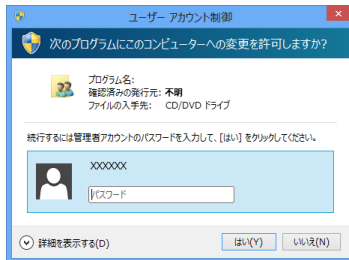 ユーザー アカウント制御
次のプログラムにこのコンピューターへの変更を許可しますか?
プログラム名:
確認済みの発行元: 不明
ファイルの入手先: CD/DVD ドライブ
続行するには管理者アカウントのパスワードを入力して、[はい] をクリックしてください。
XXXXXX
パスワード
詳細を表示する(D)
はい(Y)
いいえ(N)